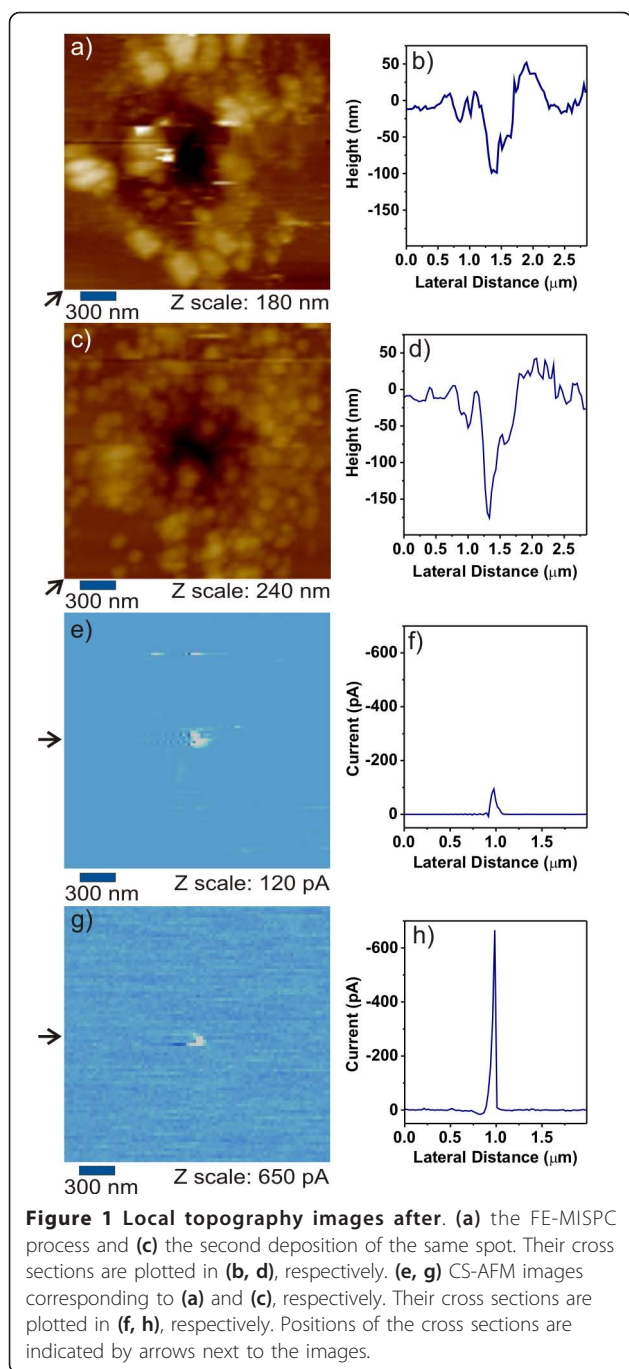 a)
300 nm
Z scale: 180 nm
b)
50
0
-50
-100
-150
Height (nm)
0.0 0.5 1.0 1.5 2.0 2.5
Lateral Distance (μm)
c)
300 nm
Z scale: 240 nm
d)
50
0
-50
-100
-150
Height (nm)
0.0 0.5 1.0 1.5 2.0 2.5
Lateral Distance (μm)
e)
300 nm
Z scale: 120 pA
f)
-600
-400
-200
0
Current (pA)
0.0 0.5 1.0 1.5
Lateral Distance (μm)
g)
300 nm
Z scale: 650 pA
h)
-600
-400
-200
0
Current (pA)
0.0 0.5 1.0 1.5
Lateral Distance (μm)
Figure 1 Local topography images after. (a) the FE-MISPC
process and (c) the second deposition of the same spot. Their cross
sections are plotted in (b, d), respectively. (e, g) CS-AFM images
corresponding to (a) and (c), respectively. Their cross sections are
plotted in (f, h), respectively. Positions of the cross sections are
indicated by arrows next to the images.